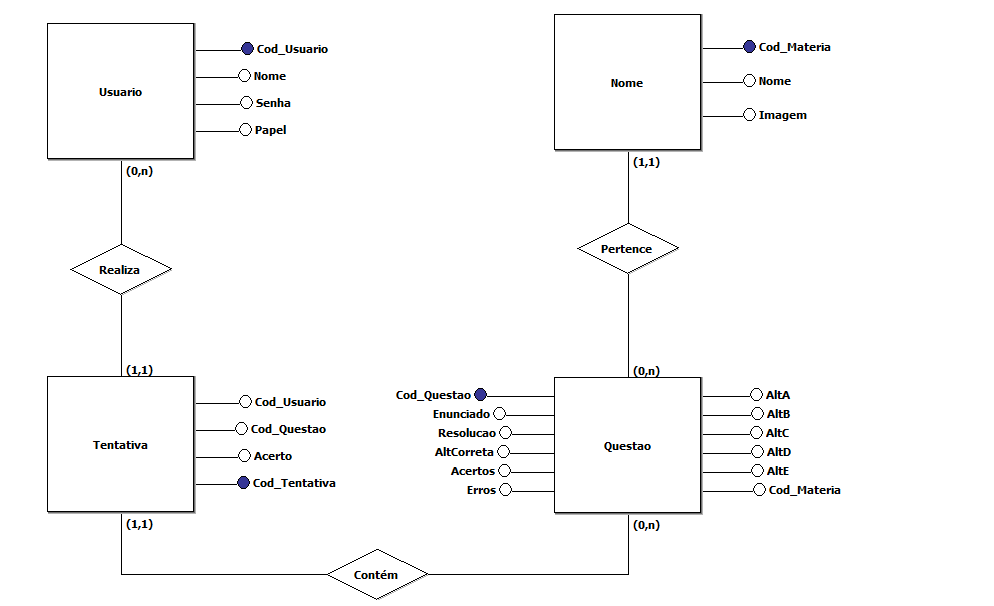 Usuario
Cod_Usuario
Nome
Senha
Papel
(0,n)
Realiza
(1,1)
Tentativa
Cod_Usuario
Cod_Questao
Acerto
Cod_Tentativa
(1,1)
Contém
Nome
Cod_Materia
Nome
Imagem
(1,1)
Pertence
(0,n)
Questao
Cod_Questao
Enunciado
Resolucao
AltCorreta
Acertos
Erros
AltA
AltB
AltC
AltD
AltE
Cod_Materia
(0,n)